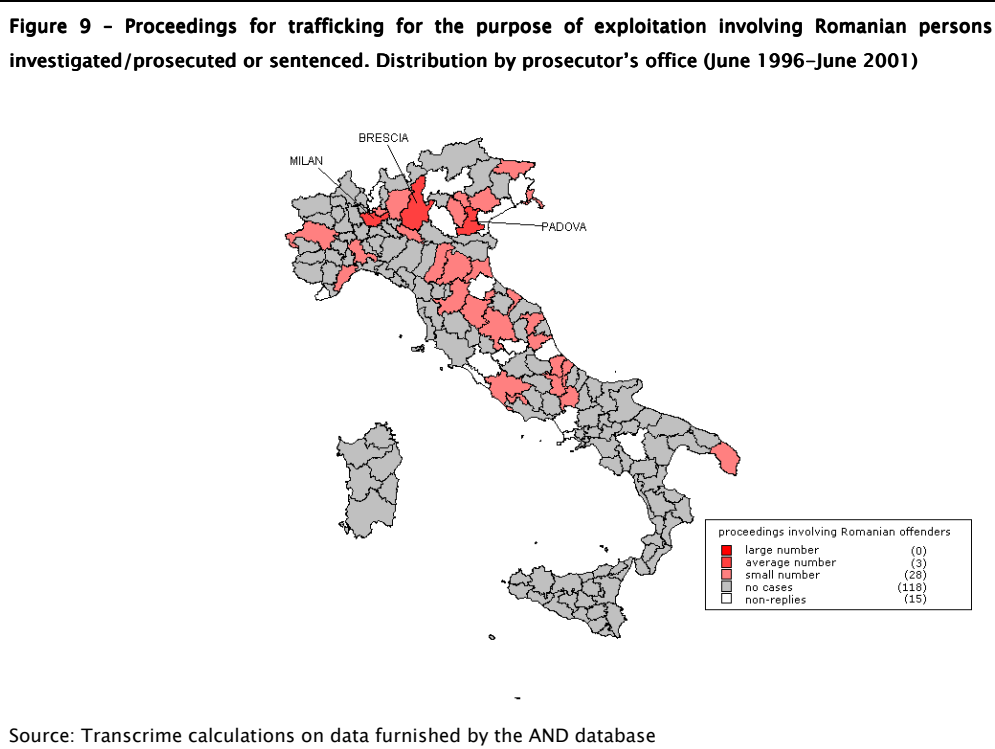 Figure 9 – Proceedings for trafficking for the purpose of exploitation involving Romanian persons
investigated/prosecuted or sentenced. Distribution by prosecutor's office (June 1996–June 2001)
BRESCIA
MILAN
PADOVA
proceedings involving Romanian offenders
large number (0)
average number (3)
small number (28)
no cases (118)
non-replies (15)
Source: Transcrime calculations on data furnished by the AND database